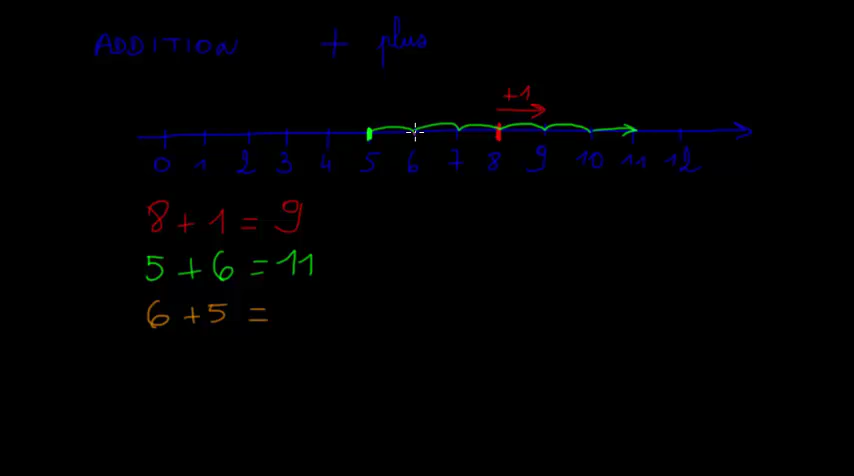 ADDITION + plus
+1
0 1 2 3 4 5 6 7 8 9 10 11 12
8 + 1 = 9
5 + 6 = 11
6 + 5 =